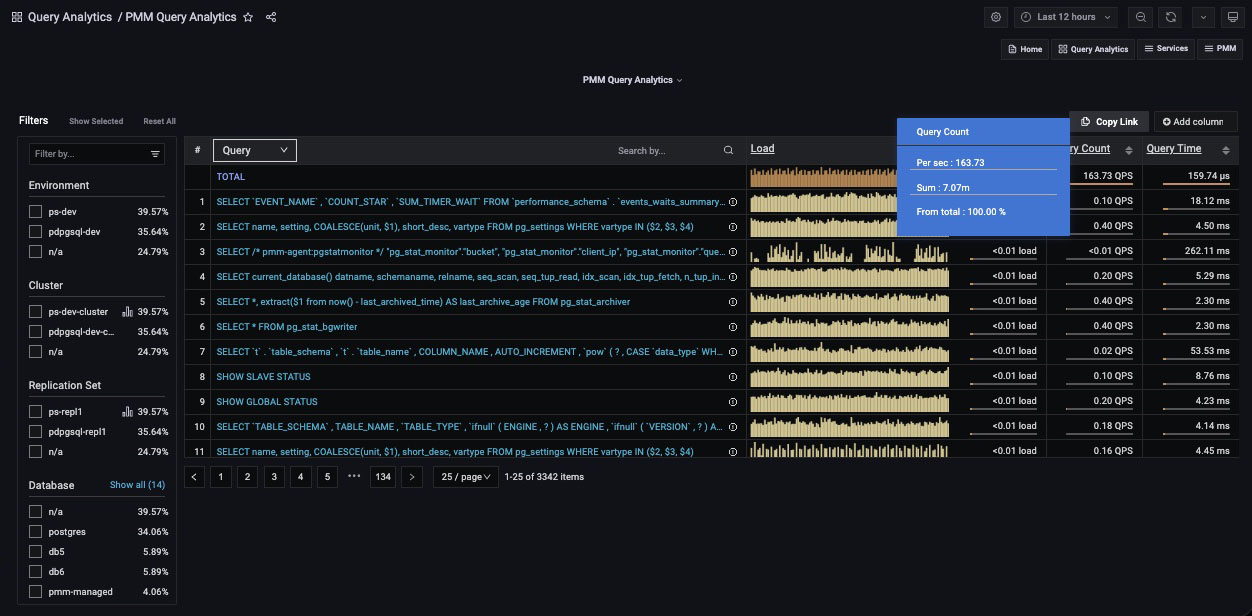 Query Analytics / PMM Query Analytics
Last 12 hours
Home
Query Analytics
Services
PMM
PMM Query Analytics
Filters
Show Selected
Reset All
Copy Link
Add column
Filter by...
Environment
ps-dev 39.57%
pdpgsql-dev 35.64%
n/a 24.79%
Cluster
ps-dev-cluster 39.57%
pdpgsql-dev-c... 35.64%
n/a 24.79%
Replication Set
ps-repl1 39.57%
pdpgsql-repl1 35.64%
n/a 24.79%
Database Show all (14)
n/a 39.57%
postgres 34.06%
db5 5.89%
db6 5.89%
pmm-managed 4.06%
# Query Search by... Load ry Count Query Time
TOTAL 163.73 QPS 159.74 µs
1 SELECT `EVENT_NAME` , `COUNT_STAR` , `SUM_TIMER_WAIT` FROM `performance_schema` . `events_waits_summary... 0.10 QPS 18.12 ms
2 SELECT name, setting, COALESCE(unit, $1), short_desc, vartype FROM pg_settings WHERE vartype IN ($2, $3, $4) 0.40 QPS 4.50 ms
3 SELECT /* pmm-agent:pgstatmonitor */ "pg_stat_monitor"."bucket", "pg_stat_monitor"."client_ip", "pg_stat_monitor"."que... <0.01 load <0.01 QPS 262.11 ms
4 SELECT current_database() datname, schemaname, relname, seq_scan, seq_tup_read, idx_scan, idx_tup_fetch, n_tup_in... <0.01 load 0.20 QPS 5.29 ms
5 SELECT *, extract($1 from now() - last_archived_time) AS last_archive_age FROM pg_stat_archiver <0.01 load 0.40 QPS 2.30 ms
6 SELECT * FROM pg_stat_bgwriter <0.01 load 0.40 QPS 2.30 ms
7 SELECT `t` . `table_schema` , `t` . `table_name` , COLUMN_NAME , AUTO_INCREMENT , `pow` ( ? , CASE `data_type` WH... <0.01 load 0.02 QPS 53.53 ms
8 SHOW SLAVE STATUS <0.01 load 0.10 QPS 8.76 ms
9 SHOW GLOBAL STATUS <0.01 load 0.20 QPS 4.23 ms
10 SELECT `TABLE_SCHEMA` , TABLE_NAME , `TABLE_TYPE` , `ifnull` ( ENGINE , ? ) AS ENGINE , `ifnull` ( `VERSION` , ? ) A... <0.01 load 0.18 QPS 4.14 ms
11 SELECT name, setting, COALESCE(unit, $1), short_desc, vartype FROM pg_settings WHERE vartype IN ($2, $3, $4) <0.01 load 0.16 QPS 4.45 ms
Query Count
Per sec : 163.73
Sum : 7.07m
From total : 100.00 %
< 1 2 3 4 5 ••• 134 > 25 / page 1-25 of 3342 items